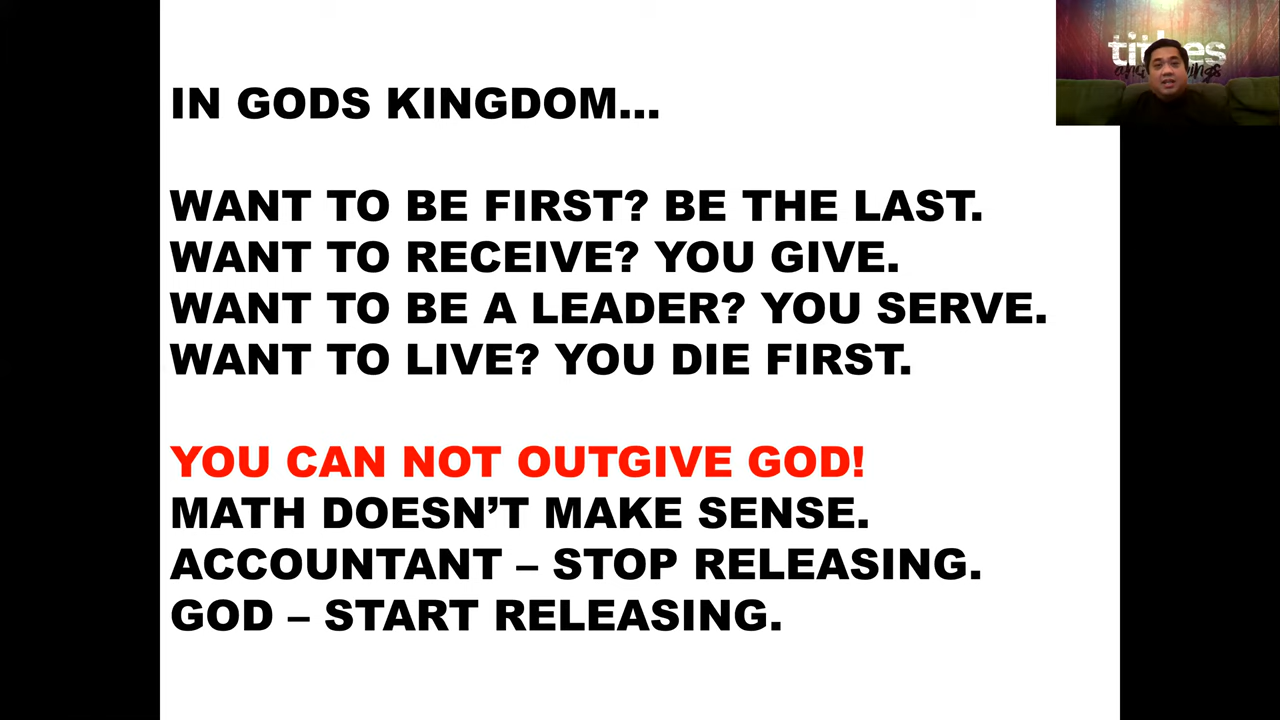 IN GODS KINGDOM...
WANT TO BE FIRST? BE THE LAST.
WANT TO RECEIVE? YOU GIVE.
WANT TO BE A LEADER? YOU SERVE.
WANT TO LIVE? YOU DIE FIRST.
YOU CAN NOT OUTGIVE GOD!
MATH DOESN’T MAKE SENSE.
ACCOUNTANT – STOP RELEASING.
GOD – START RELEASING.